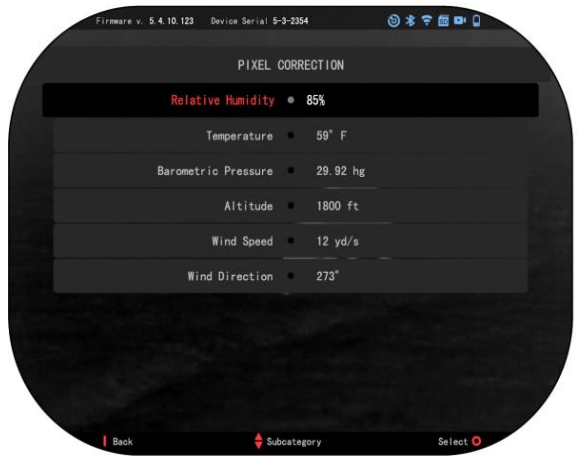 Firmware v. 5.4.10.123 Device Serial 5-3-2354
PIXEL CORRECTION
Relative Humidity 85%
Temperature 59° F
Barometric Pressure 29.92 hg
Altitude 1800 ft
Wind Speed 12 yd/s
Wind Direction 273°
Back Subcategory Select